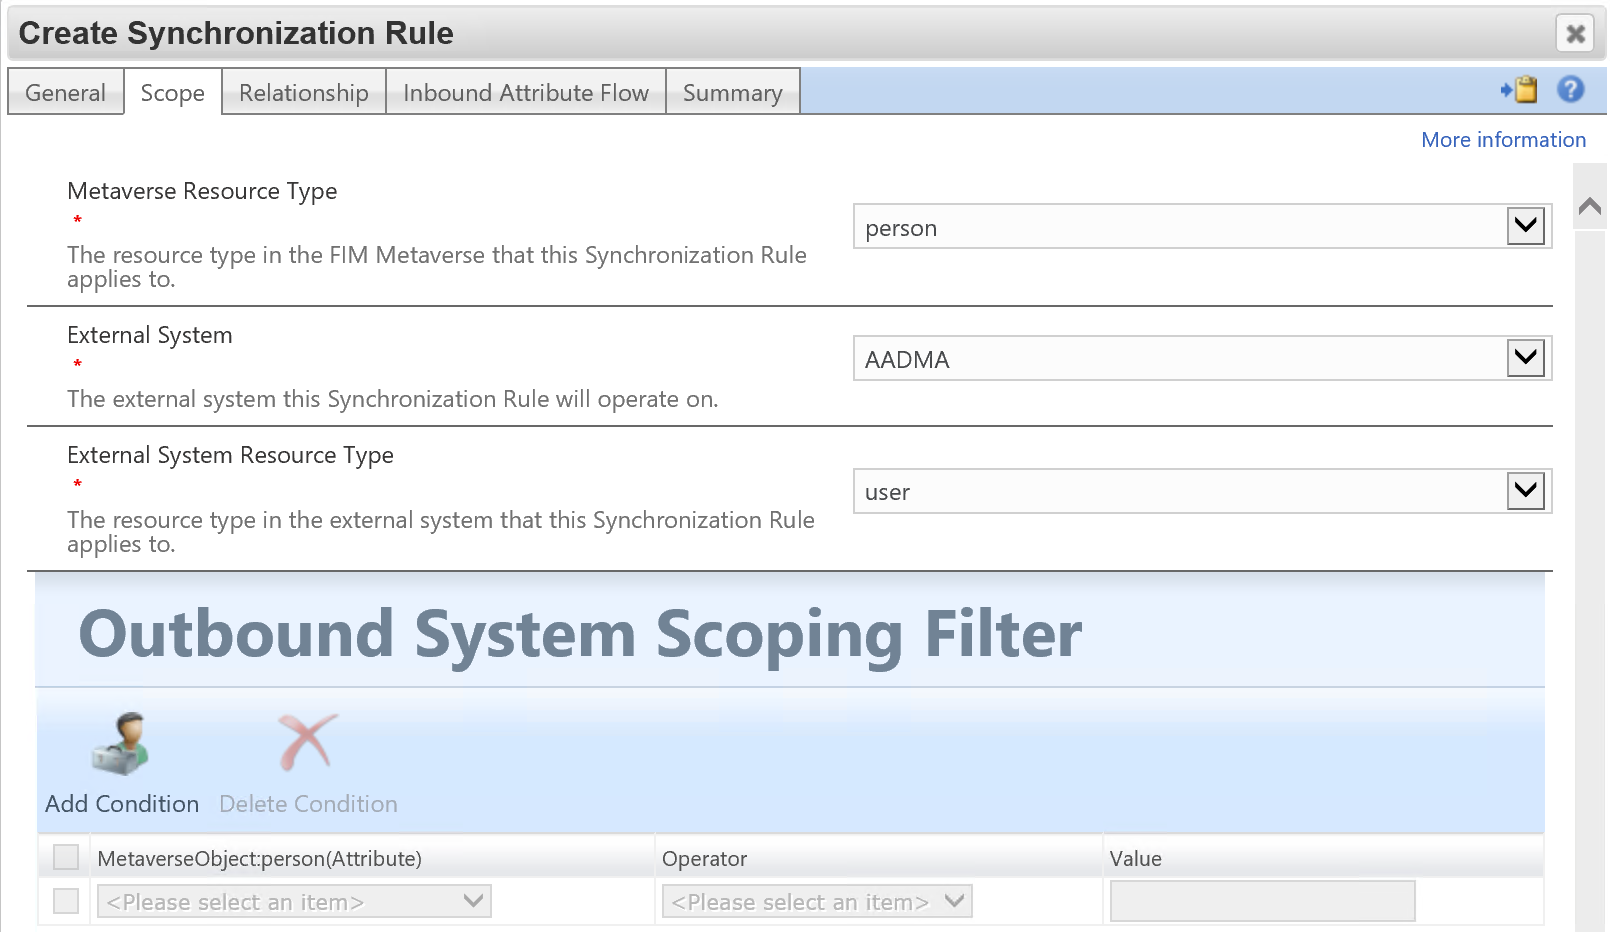 Create Synchronization Rule
General Scope Relationship Inbound Attribute Flow Summary
More information
Metaverse Resource Type
*
The resource type in the FIM Metaverse that this Synchronization Rule
applies to.
person
External System
*
The external system this Synchronization Rule will operate on.
AADMA
External System Resource Type
*
The resource type in the external system that this Synchronization Rule
applies to.
user
Outbound System Scoping Filter
Add Condition Delete Condition
MetaverseObject:person(Attribute) Operator Value
<Please select an item> <Please select an item>